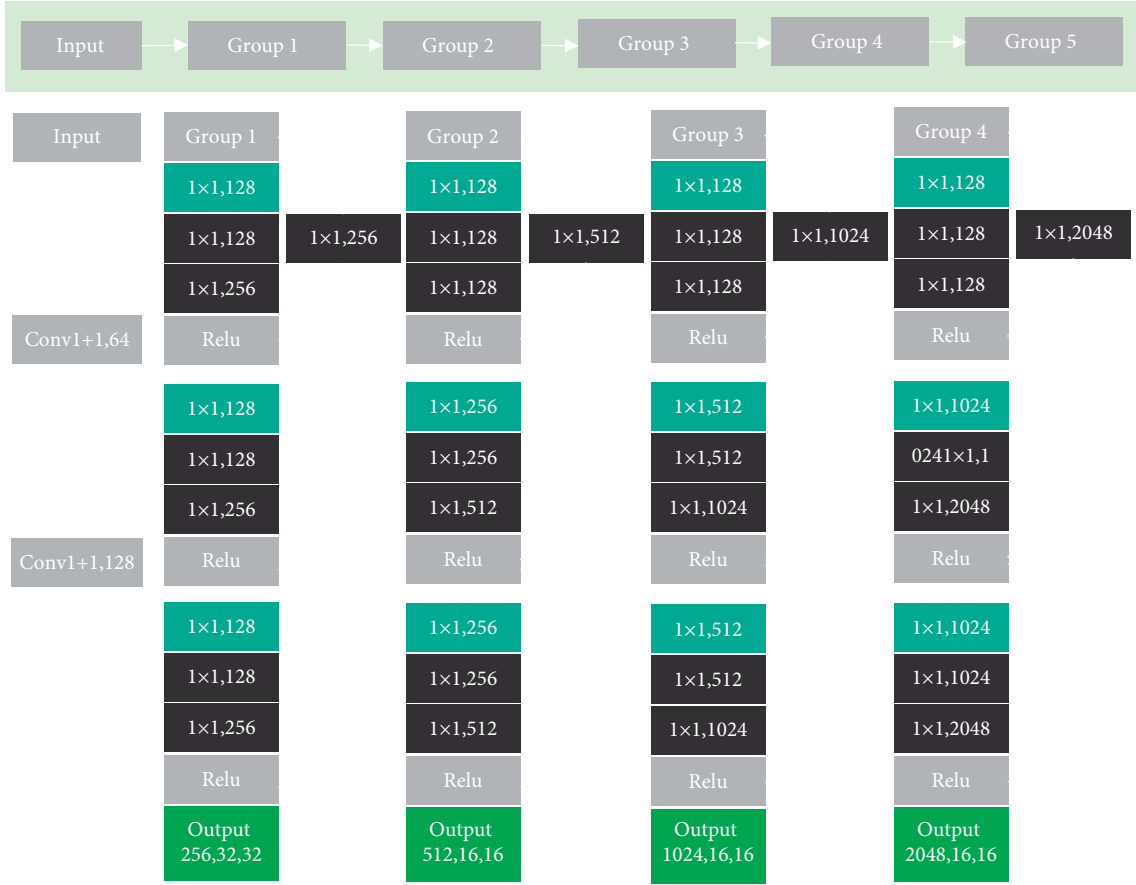 Input
Group 1
Group 2
Group 3
Group 4
Group 5
Input
Group 1
Group 2
Group 3
Group 4
1×1,128
1×1,128
1×1,128
1×1,128
1×1,128
1×1,256
1×1,128
1×1,512
1×1,128
1×1,1024
1×1,128
1×1,2048
1×1,256
1×1,128
1×1,128
1×1,128
Conv1+1,64
Relu
Relu
Relu
Relu
1×1,128
1×1,256
1×1,512
1×1,1024
1×1,128
1×1,256
1×1,512
0241×1,1
1×1,256
1×1,512
1×1,1024
1×1,2048
Conv1+1,128
Relu
Relu
Relu
Relu
1×1,128
1×1,256
1×1,512
1×1,1024
1×1,128
1×1,256
1×1,512
1×1,1024
1×1,256
1×1,512
1×1,1024
1×1,2048
Relu
Relu
Relu
Relu
Output
256,32,32
Output
512,16,16
Output
1024,16,16
Output
2048,16,16